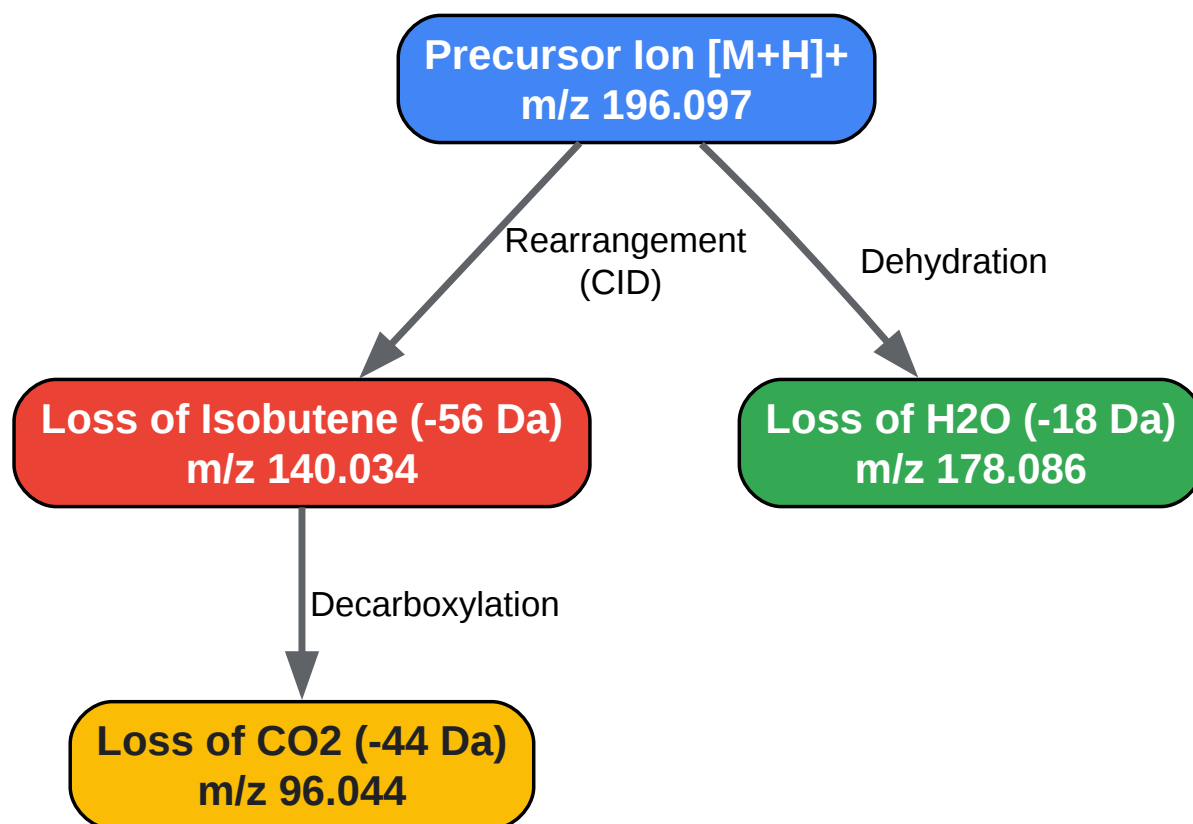 Precursor Ion [M+H]+
m/z 196.097
Rearrangement
(CID)
Dehydration
Loss of Isobutene (-56 Da)
m/z 140.034
Loss of H2O (-18 Da)
m/z 178.086
Decarboxylation
Loss of CO2 (-44 Da)
m/z 96.044